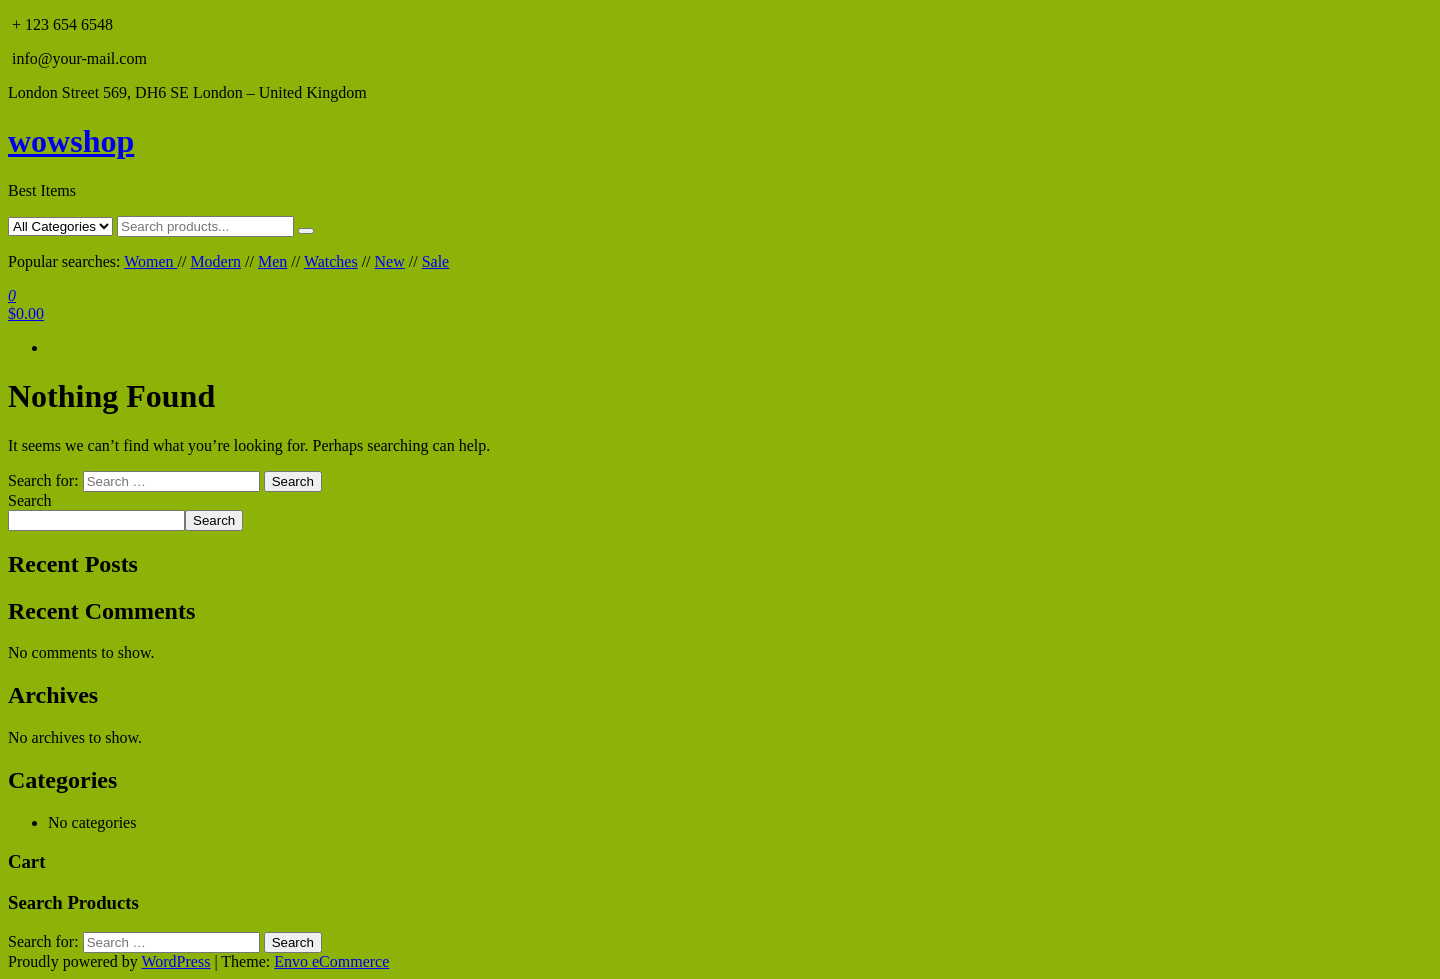 + 123 654 6548
info@your-mail.com
London Street 569, DH6 SE London – United Kingdom
wowshop
Best Items
All Categories Search products...
Popular searches: Women // Modern // Men // Watches // New // Sale
0
$0.00
Nothing Found
It seems we can’t find what you’re looking for. Perhaps searching can help.
Search for: Search … Search
Search
Search
Recent Posts
Recent Comments
No comments to show.
Archives
No archives to show.
Categories
No categories
Cart
Search Products
Search for: Search … Search
Proudly powered by WordPress | Theme: Envo eCommerce